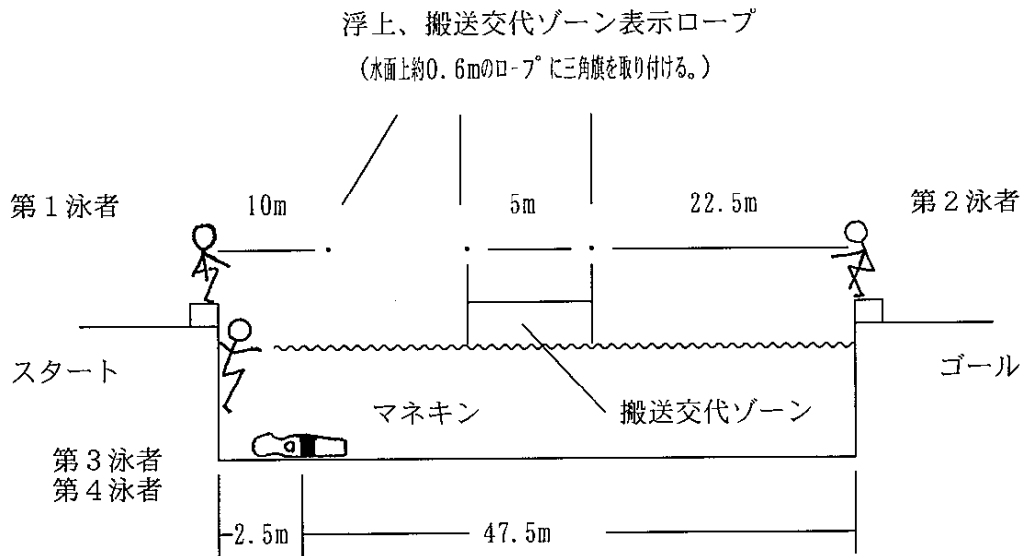 浮上、搬送交代ゾーン表示ロープ
(水面上約0.6mのロープに三角旗を取り付ける。)
第1泳者
10m
5m
22.5m
第2泳者
スタート
ゴール
マネキン
搬送交代ゾーン
第3泳者
第4泳者
2.5m
47.5m